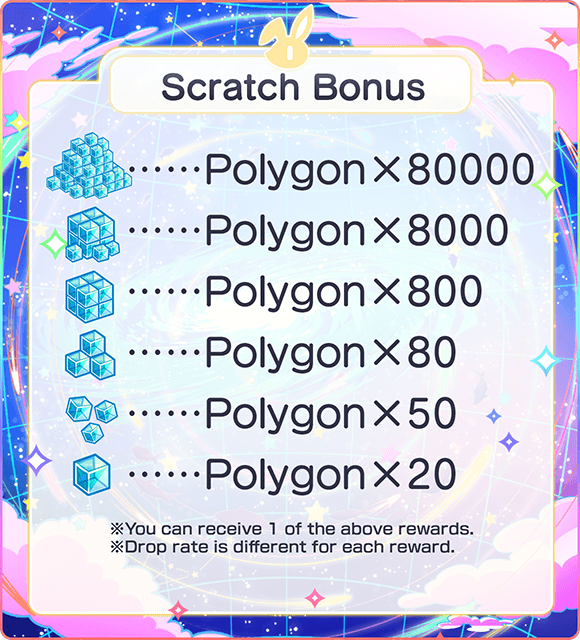 Scratch Bonus
……Polygon×80000
……Polygon×8000
……Polygon×800
……Polygon×80
……Polygon×50
……Polygon×20
※You can receive 1 of the above rewards.
※Drop rate is different for each reward.